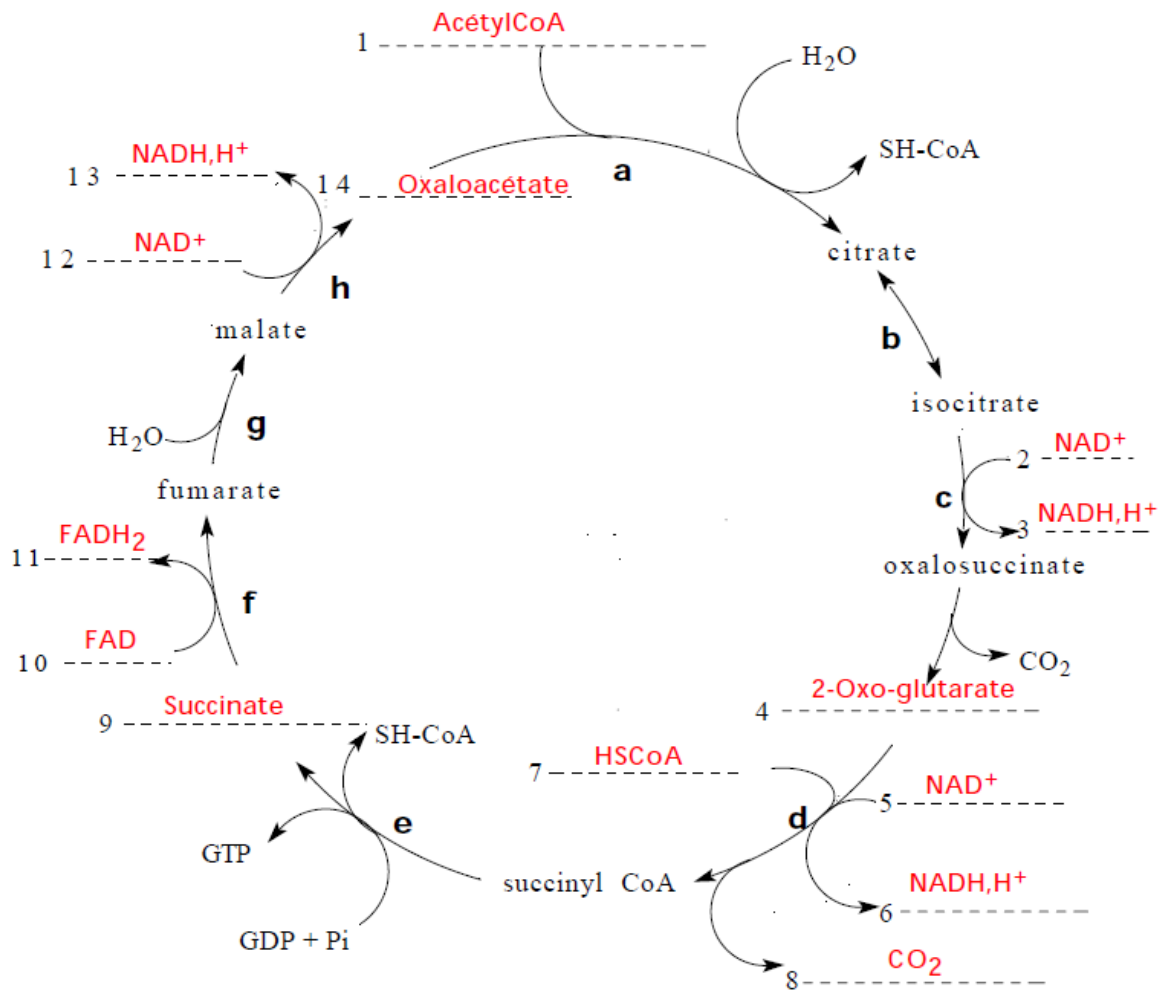 AcétylCoA
1
H₂O
SH-CoA
a
NADH,H⁺
13
14 Oxaloacétate
NAD⁺
12
h
citrate
malate
b
isocitrate
g
H₂O
2 NAD⁺
c
3 NADH,H⁺
fumarate
FADH₂
11
oxalosuccinate
f
FAD
10
CO₂
2-Oxo-glutarate
4
Succinate
9
SH-CoA
HSCoA
7
5 NAD⁺
d
e
GTP
succinyl CoA
NADH,H⁺
6
GDP + Pi
CO₂
8